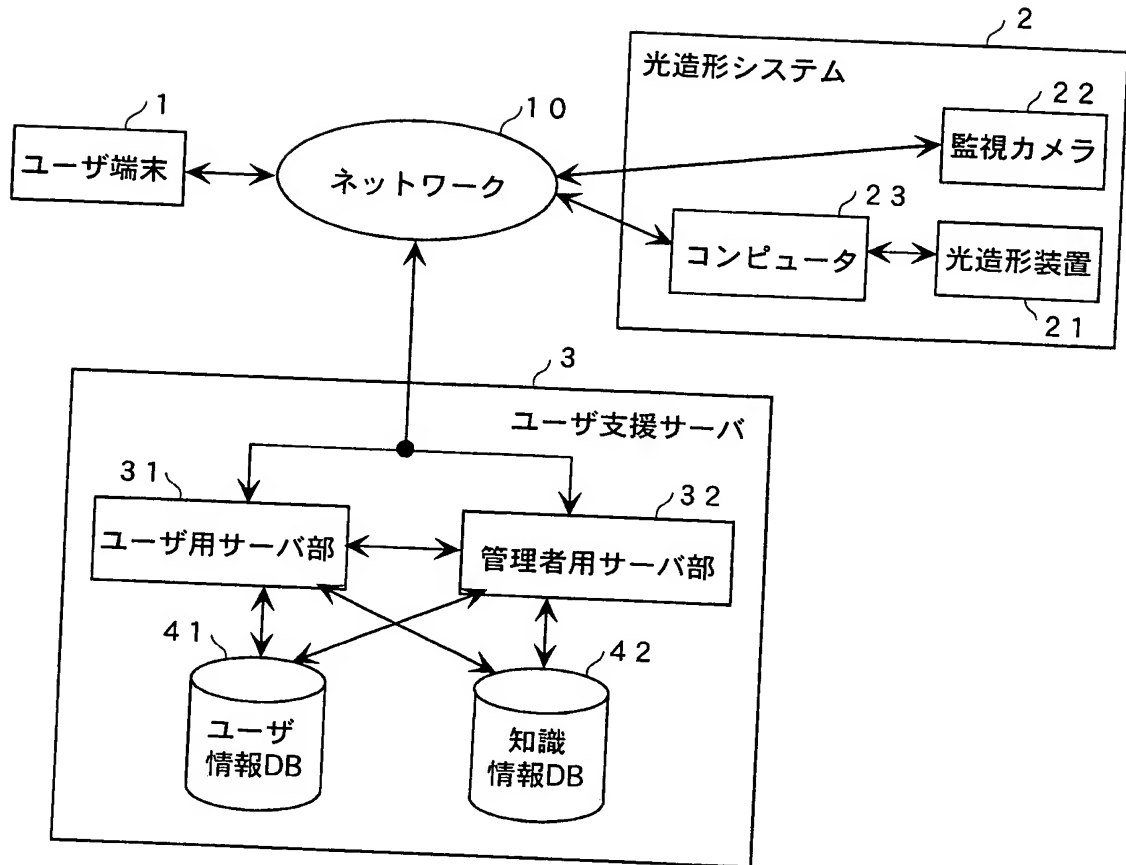 2
光造形システム
1
10
22
ユーザ端末
ネットワーク
監視カメラ
23
コンピュータ
光造形装置
21
3
ユーザ支援サーバ
31
32
ユーザ用サーバ部
管理者用サーバ部
41
42
ユーザ
情報DB
知識
情報DB